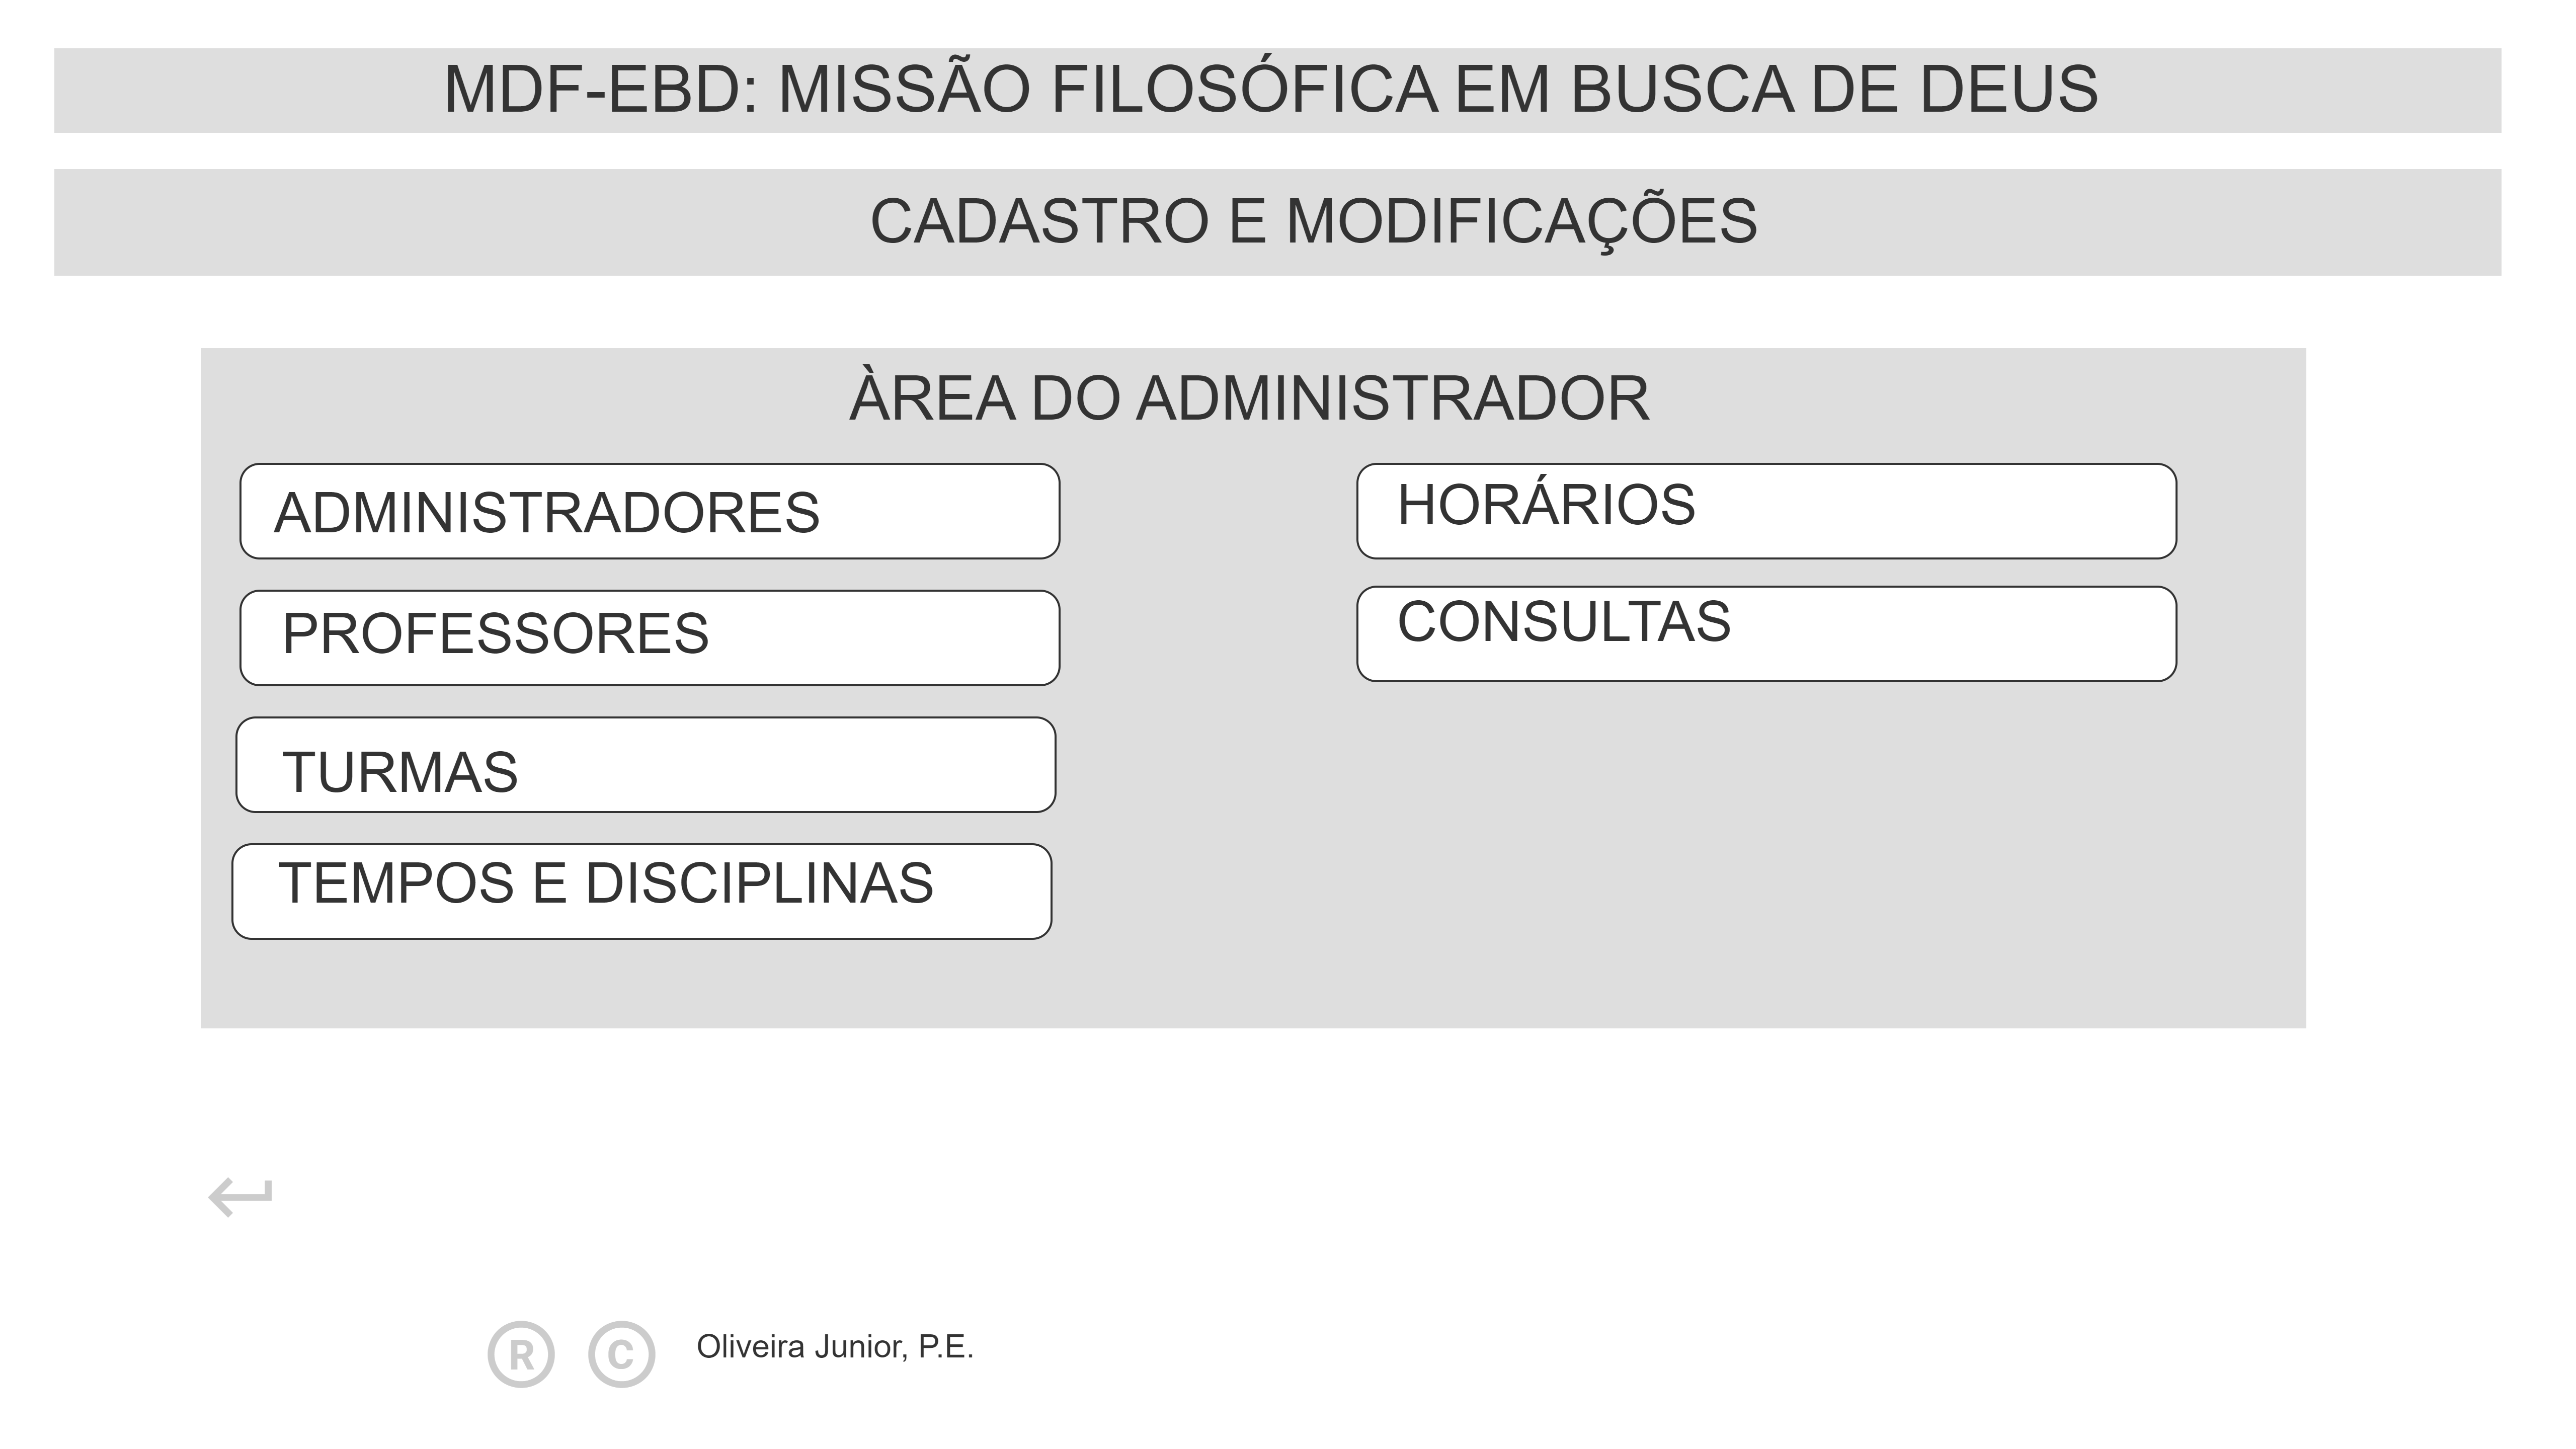 MDF-EBD: MISSÃO FILOSÓFICA EM BUSCA DE DEUS
CADASTRO E MODIFICAÇÕES
ÀREA DO ADMINISTRADOR
ADMINISTRADORES
PROFESSORES
TURMAS
TEMPOS E DISCIPLINAS
HORÁRIOS
CONSULTAS
R C Oliveira Junior, P.E.